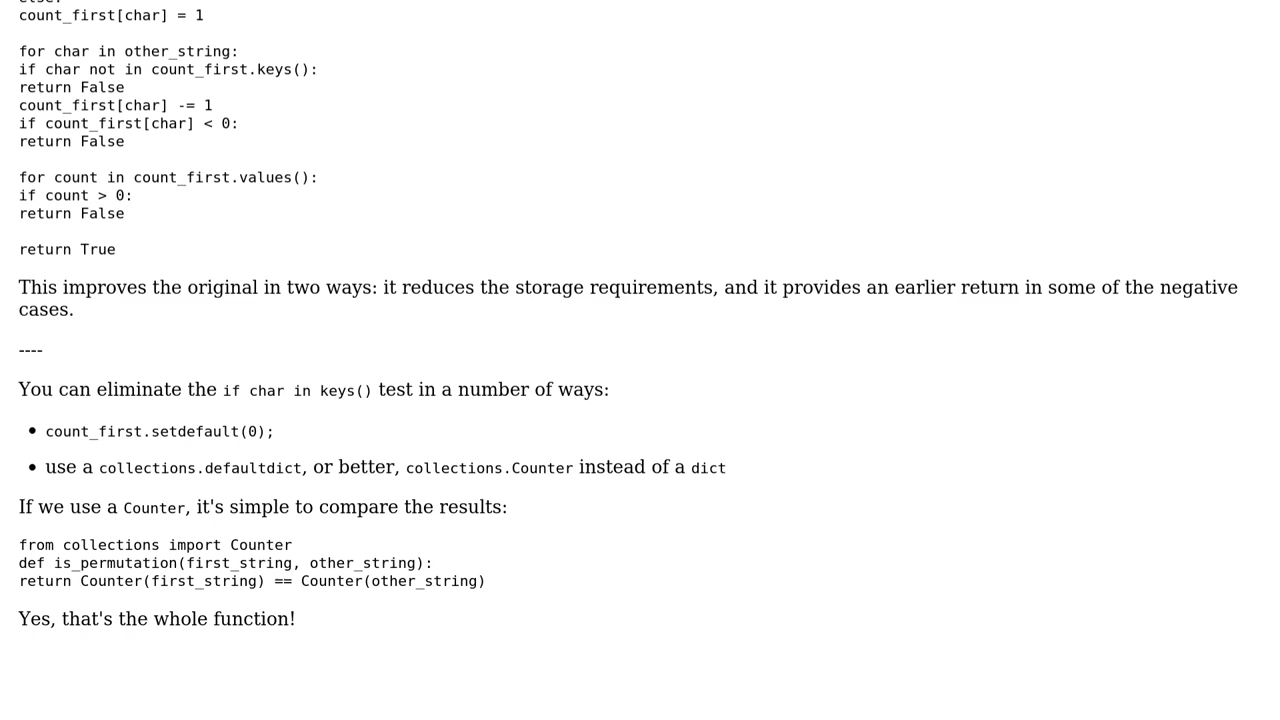 else:
count_first[char] = 1
for char in other_string:
if char not in count_first.keys():
return False
count_first[char] -= 1
if count_first[char] < 0:
return False
for count in count_first.values():
if count > 0:
return False
return True
This improves the original in two ways: it reduces the storage requirements, and it provides an earlier return in some of the negative
cases.
----
You can eliminate the if char in keys() test in a number of ways:
• count_first.setdefault(0);
• use a collections.defaultdict, or better, collections.Counter instead of a dict
If we use a Counter, it's simple to compare the results:
from collections import Counter
def is_permutation(first_string, other_string):
return Counter(first_string) == Counter(other_string)
Yes, that's the whole function!